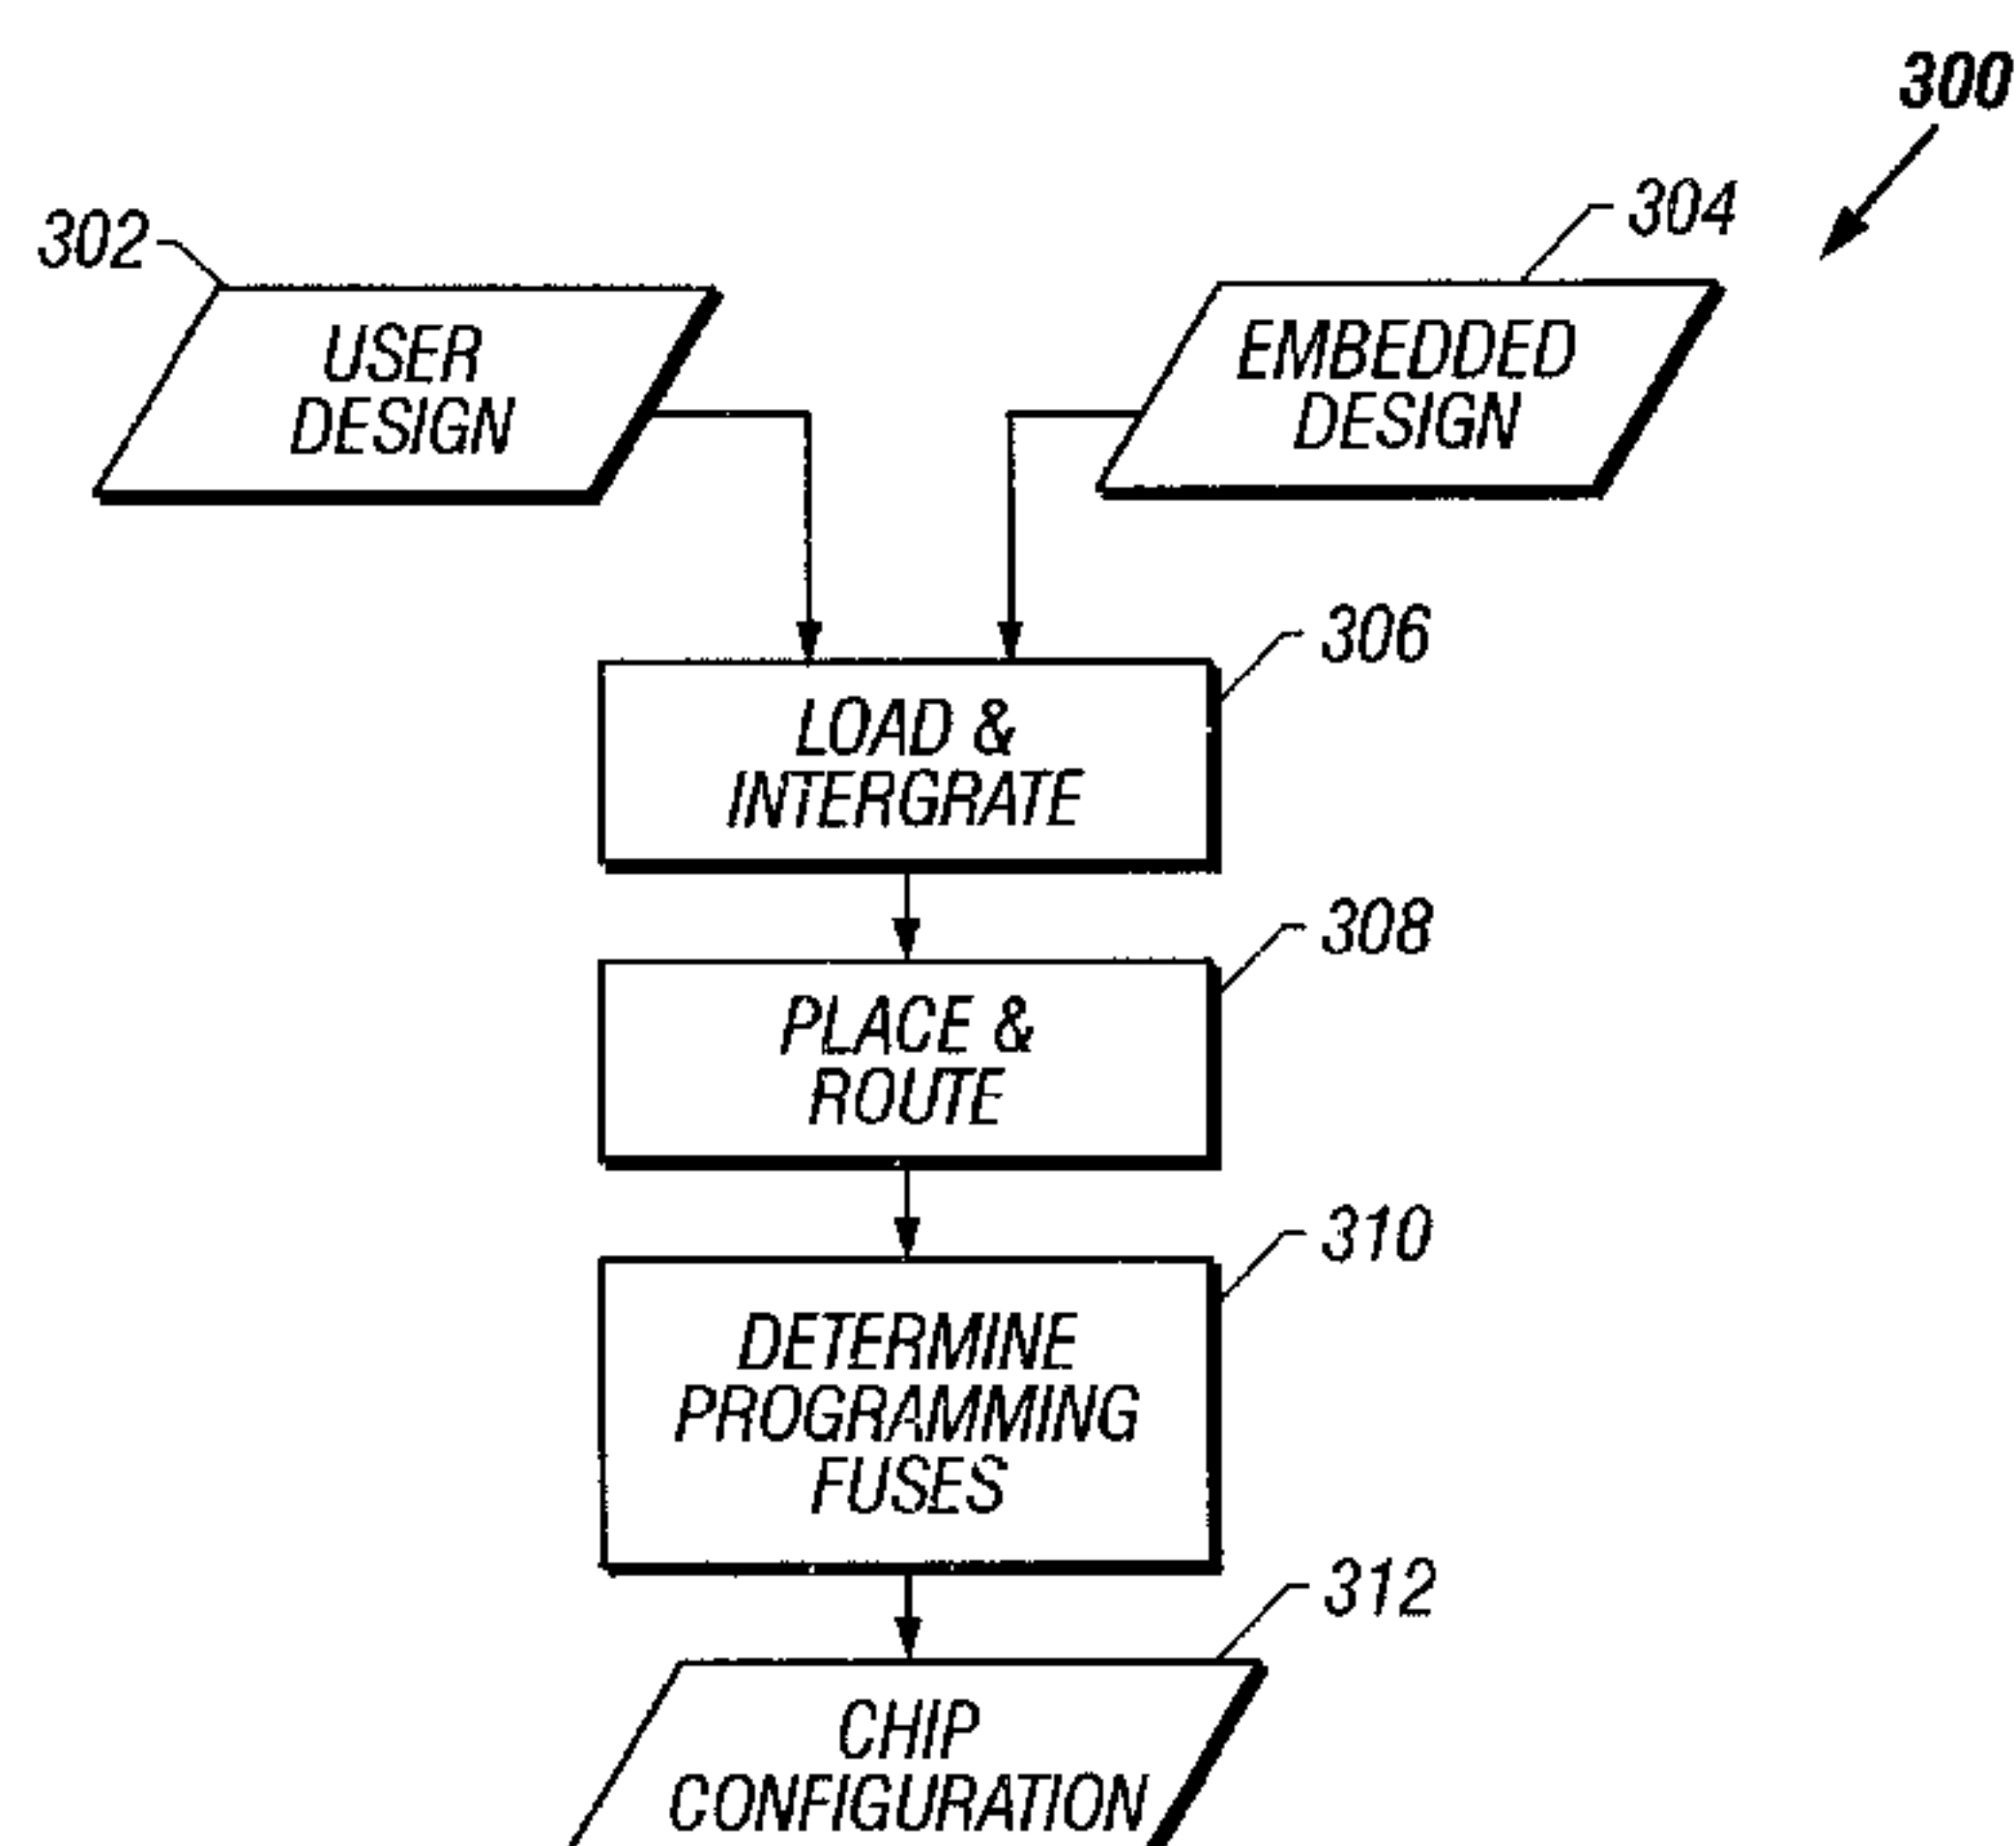 300
302
304
USER
DESIGN
EMBEDDED
DESIGN
306
LOAD &
INTERGRATE
308
PLACE &
ROUTE
310
DETERMINE
PROGRAMMING
FUSES
312
CHIP
CONFIGURATION